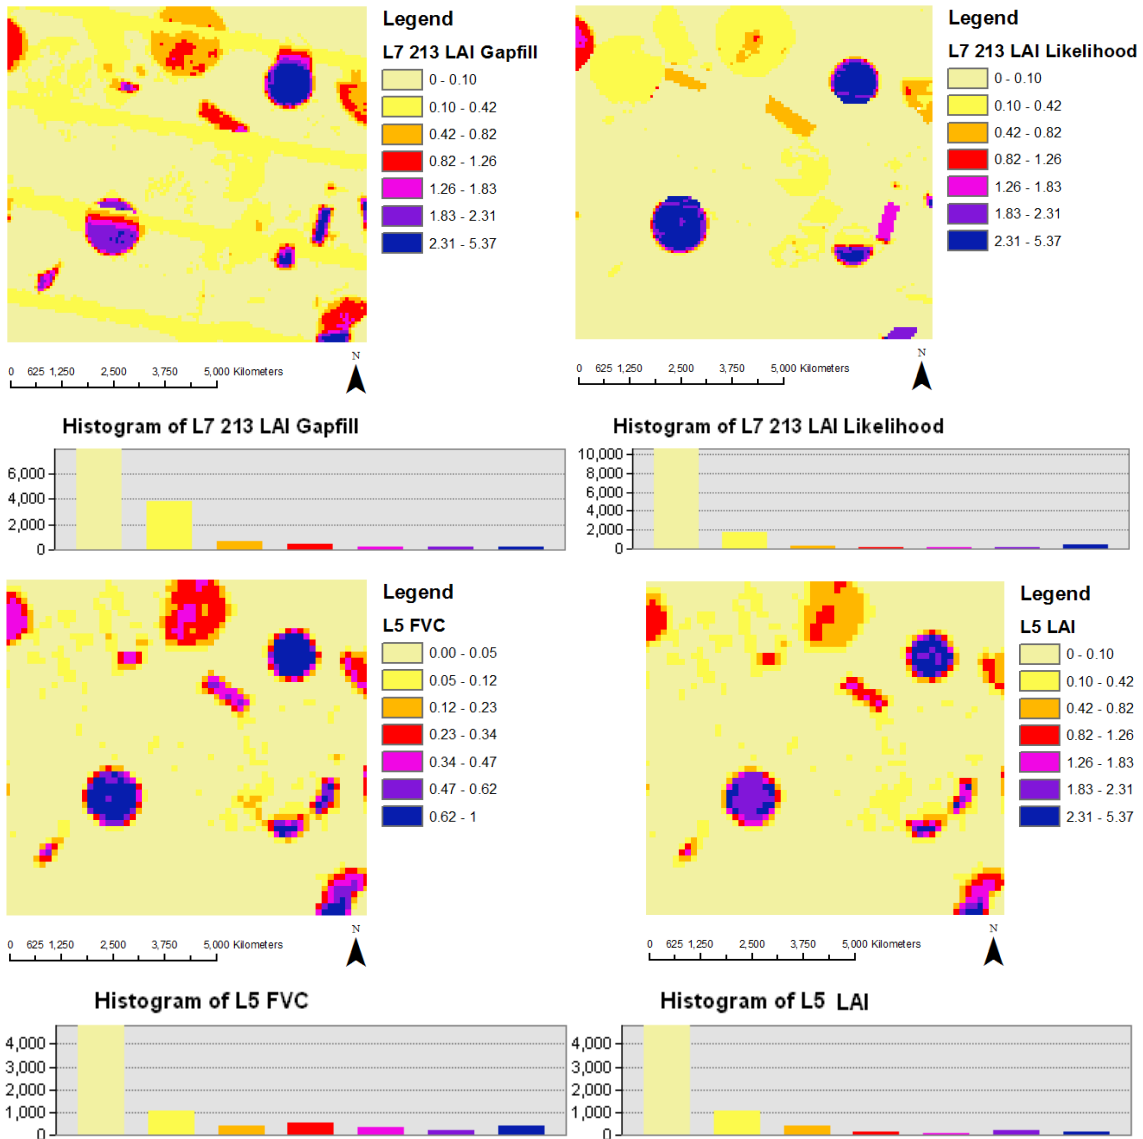 Legend
L7 213 LAI Gapfill
0 - 0.10
0.10 - 0.42
0.42 - 0.82
0.82 - 1.26
1.26 - 1.83
1.83 - 2.31
2.31 - 5.37
N
0 625 1,250 2,500 3,750 5,000 Kilometers
Legend
L7 213 LAI Likelihood
0 - 0.10
0.10 - 0.42
0.42 - 0.82
0.82 - 1.26
1.26 - 1.83
1.83 - 2.31
2.31 - 5.37
N
0 625 1,250 2,500 3,750 5,000 Kilometers
Histogram of L7 213 LAI Gapfill
6,000
4,000
2,000
0
Histogram of L7 213 LAI Likelihood
10,000
8,000
6,000
4,000
2,000
0
Legend
L5 FVC
0.00 - 0.05
0.05 - 0.12
0.12 - 0.23
0.23 - 0.34
0.34 - 0.47
0.47 - 0.62
0.62 - 1
N
0 625 1,250 2,500 3,750 5,000 Kilometers
Legend
L5 LAI
0 - 0.10
0.10 - 0.42
0.42 - 0.82
0.82 - 1.26
1.26 - 1.83
1.83 - 2.31
2.31 - 5.37
N
0 625 1,250 2,500 3,750 5,000 Kilometers
Histogram of L5 FVC
4,000
3,000
2,000
1,000
0
Histogram of L5 LAI
4,000
3,000
2,000
1,000
0